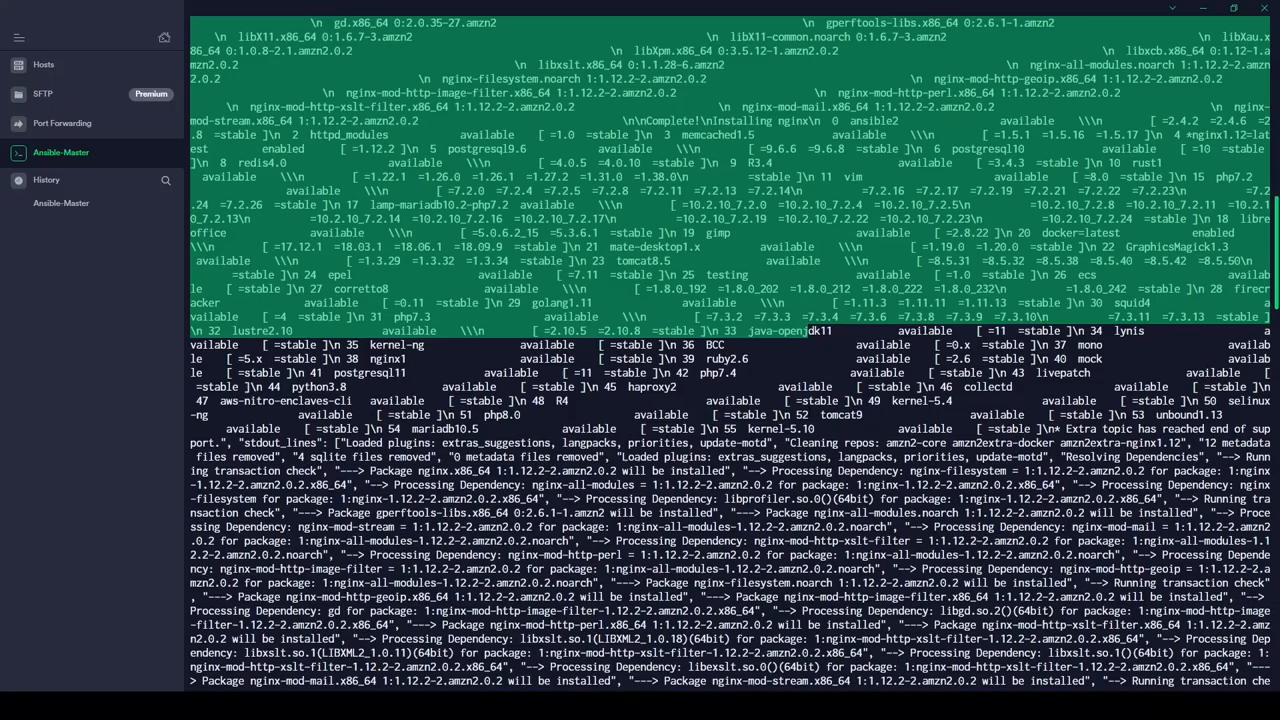 Hosts
SFTP Premium
Port Forwarding
Ansible-Master
History
Ansible-Master
\n gd.x86_64 0:2.0.35-27.amzn2 \n gperftools-libs.x86_64 0:2.6.1-1.amzn2
\n libX11.x86_64 0:1.6.7-3.amzn2 \n libX11-common.noarch 0:1.6.7-3.amzn2 \n libXau.x
86_64 0:1.0.8-2.1.amzn2.0.2 \n libXpm.x86_64 0:3.5.12-1.amzn2.0.2 \n libxcb.x86_64 0:1.12-1.a
mzn2.0.2 \n libxslt.x86_64 0:1.1.28-6.amzn2 \n nginx-all-modules.noarch 1:1.12.2-2.amzn
2.0.2 \n nginx-filesystem.noarch 1:1.12.2-2.amzn2.0.2 \n nginx-mod-http-geoip.x86_64 1:1.12.2-2.amzn2.0.2
\n nginx-mod-http-image-filter.x86_64 1:1.12.2-2.amzn2.0.2 \n nginx-mod-http-perl.x86_64 1:1.12.2-2.amzn2.0.2
\n nginx-mod-http-xslt-filter.x86_64 1:1.12.2-2.amzn2.0.2 \n nginx-mod-mail.x86_64 1:1.12.2-2.amzn2.0.2 \n nginx-
mod-stream.x86_64 1:1.12.2-2.amzn2.0.2 \n\nComplete!\nInstalling nginx\n 0 ansible2 available \\\n [ =2.4.2 =2.4.6 =2
.8 =stable ]\n 2 httpd_modules available [ =1.0 =stable ]\n 3 memcached1.5 available \\\n [ =1.5.1 =1.5.16 =1.5.17 ]\n 4 *nginx1.12=lat
est enabled [ =1.12.2 ]\n 5 postgresql9.6 available \\\n [ =9.6.6 =9.6.8 =stable ]\n 6 postgresql10 available [ =10 =stable
]\n 8 redis4.0 available \\\n [ =4.0.5 =4.0.10 =stable ]\n 9 R3.4 available [ =3.4.3 =stable ]\n 10 rust1
available \\\n [ =1.22.1 =1.26.0 =1.26.1 =1.27.2 =1.31.0 =1.38.0\n =stable ]\n 11 vim available [ =8.0 =stable ]\n 15 php7.2
available \\\n [ =7.2.0 =7.2.4 =7.2.5 =7.2.8 =7.2.11 =7.2.13 =7.2.14\n =7.2.16 =7.2.17 =7.2.19 =7.2.21 =7.2.22 =7.2.23\n =7.2
.24 =7.2.26 =stable ]\n 17 lamp-mariadb10.2-php7.2 available \\\n [ =10.2.10_7.2.0 =10.2.10_7.2.4 =10.2.10_7.2.5\n =10.2.10_7.2.8 =10.2.10_7.2.11 =10.2.1
0_7.2.13\n =10.2.10_7.2.14 =10.2.10_7.2.16 =10.2.10_7.2.17\n =10.2.10_7.2.19 =10.2.10_7.2.22 =10.2.10_7.2.23\n =stable ]\n 18 libre
office available \\\n [ =5.0.6.2_15 =5.3.6.1 =stable ]\n 19 gimp available [ =2.8.22 ]\n 20 docker=latest enabled
\\\n [ =17.12.1 =18.03.1 =18.06.1 =18.09.9 =stable ]\n 21 mate-desktop1.x available \\\n [ =1.19.0 =1.20.0 =stable ]\n 22 GraphicsMagick1.3
available \\\n [ =1.3.29 =1.3.32 =1.3.34 =stable ]\n 23 tomcat8.5 available \\\n [ =8.5.31 =8.5.32 =8.5.38 =8.5.40 =8.5.42 =8.5.50\n
=stable ]\n 24 epel available [ =7.11 =stable ]\n 25 testing available [ =1.0 =stable ]\n 26 ecs availab
le [ =stable ]\n 27 corretto8 available \\\n [ =1.8.0_192 =1.8.0_202 =1.8.0_212 =1.8.0_222 =1.8.0_232\n =1.8.0_242 =stable ]\n 28 firecr
acker available [ =0.11 =stable ]\n 29 golang1.11 available \\\n [ =1.11.3 =1.11.11 =1.11.13 =stable ]\n 30 squid4
available [ =4 =stable ]\n 31 php7.3 available \\\n [ =7.3.2 =7.3.3 =7.3.4 =7.3.6 =7.3.8 =7.3.9 =7.3.10\n =7.3.11 =7.3.13 =stable ]
\n 32 lustre2.10 available \\\n [ =2.10.5 =2.10.8 =stable ]\n 33 java-openjdk11 available [ =11 =stable ]\n 34 lynis a
vailable [ =stable ]\n 35 kernel-ng available [ =stable ]\n 36 BCC available [ =0.x =stable ]\n 37 mono availab
le [ =5.x =stable ]\n 38 nginx1 available [ =stable ]\n 39 ruby2.6 available [ =2.6 =stable ]\n 40 mock availab
le [ =stable ]\n 41 postgresql11 available [ =11 =stable ]\n 42 php7.4 available [ =stable ]\n 43 livepatch available [
=stable ]\n 44 python3.8 available [ =stable ]\n 45 haproxy2 available [ =stable ]\n 46 collectd available [ =stable ]\n
47 aws-nitro-enclaves-cli available [ =stable ]\n 48 R4 available [ =stable ]\n 49 kernel-5.4 available [ =stable ]\n 50 selinux
-ng available [ =stable ]\n 51 php8.0 available [ =stable ]\n 52 tomcat9 available [ =stable ]\n 53 unbound1.13
available [ =stable ]\n 54 mariadb10.5 available [ =stable ]\n 55 kernel-5.10 available [ =stable ]\n* Extra topic has reached end of sup
port.", "stdout_lines": ["Loaded plugins: extras_suggestions, langpacks, priorities, update-motd", "Cleaning repos: amzn2-core amzn2extra-docker amzn2extra-nginx1.12", "12 metadata
files removed", "4 sqlite files removed", "0 metadata files removed", "Loaded plugins: extras_suggestions, langpacks, priorities, update-motd", "Resolving Dependencies", "--> Runn
ing transaction check", "---> Package nginx.x86_64 1:1.12.2-2.amzn2.0.2 will be installed", "--> Processing Dependency: nginx-filesystem = 1:1.12.2-2.amzn2.0.2 for package: 1:nginx
-1.12.2-2.amzn2.0.2.x86_64", "--> Processing Dependency: nginx-all-modules = 1:1.12.2-2.amzn2.0.2 for package: 1:nginx-1.12.2-2.amzn2.0.2.x86_64", "--> Processing Dependency: nginx
-filesystem for package: 1:nginx-1.12.2-2.amzn2.0.2.x86_64", "--> Processing Dependency: libprofiler.so.0()(64bit) for package: 1:nginx-1.12.2-2.amzn2.0.2.x86_64", "--> Running tra
nsaction check", "---> Package gperftools-libs.x86_64 0:2.6.1-1.amzn2 will be installed", "---> Package nginx-all-modules.noarch 1:1.12.2-2.amzn2.0.2 will be installed", "--> Proce
ssing Dependency: nginx-mod-stream = 1:1.12.2-2.amzn2.0.2 for package: 1:nginx-all-modules-1.12.2-2.amzn2.0.2.noarch", "--> Processing Dependency: nginx-mod-mail = 1:1.12.2-2.amzn2
.0.2 for package: 1:nginx-all-modules-1.12.2-2.amzn2.0.2.noarch", "--> Processing Dependency: nginx-mod-http-xslt-filter = 1:1.12.2-2.amzn2.0.2 for package: 1:nginx-all-modules-1.1
2.2-2.amzn2.0.2.noarch", "--> Processing Dependency: nginx-mod-http-perl = 1:1.12.2-2.amzn2.0.2 for package: 1:nginx-all-modules-1.12.2-2.amzn2.0.2.noarch", "--> Processing Depende
ncy: nginx-mod-http-image-filter = 1:1.12.2-2.amzn2.0.2 for package: 1:nginx-all-modules-1.12.2-2.amzn2.0.2.noarch", "--> Processing Dependency: nginx-mod-http-geoip = 1:1.12.2-2.a
mzn2.0.2 for package: 1:nginx-all-modules-1.12.2-2.amzn2.0.2.noarch", "---> Package nginx-filesystem.noarch 1:1.12.2-2.amzn2.0.2 will be installed", "--> Running transaction check"
, "---> Package nginx-mod-http-geoip.x86_64 1:1.12.2-2.amzn2.0.2 will be installed", "---> Package nginx-mod-http-image-filter.x86_64 1:1.12.2-2.amzn2.0.2 will be installed", "-->
Processing Dependency: gd for package: 1:nginx-mod-http-image-filter-1.12.2-2.amzn2.0.2.x86_64", "--> Processing Dependency: libgd.so.2()(64bit) for package: 1:nginx-mod-http-image
-filter-1.12.2-2.amzn2.0.2.x86_64", "---> Package nginx-mod-http-perl.x86_64 1:1.12.2-2.amzn2.0.2 will be installed", "---> Package nginx-mod-http-xslt-filter.x86_64 1:1.12.2-2.amz
n2.0.2 will be installed", "--> Processing Dependency: libxslt.so.1(LIBXML2_1.0.18)(64bit) for package: 1:nginx-mod-http-xslt-filter-1.12.2-2.amzn2.0.2.x86_64", "--> Processing Dep
endency: libxslt.so.1(LIBXML2_1.0.11)(64bit) for package: 1:nginx-mod-http-xslt-filter-1.12.2-2.amzn2.0.2.x86_64", "--> Processing Dependency: libxslt.so.1()(64bit) for package: 1:
nginx-mod-http-xslt-filter-1.12.2-2.amzn2.0.2.x86_64", "--> Processing Dependency: libexslt.so.0()(64bit) for package: 1:nginx-mod-http-xslt-filter-1.12.2-2.amzn2.0.2.x86_64", "---
> Package nginx-mod-mail.x86_64 1:1.12.2-2.amzn2.0.2 will be installed", "---> Package nginx-mod-stream.x86_64 1:1.12.2-2.amzn2.0.2 will be installed", "--> Running transaction che